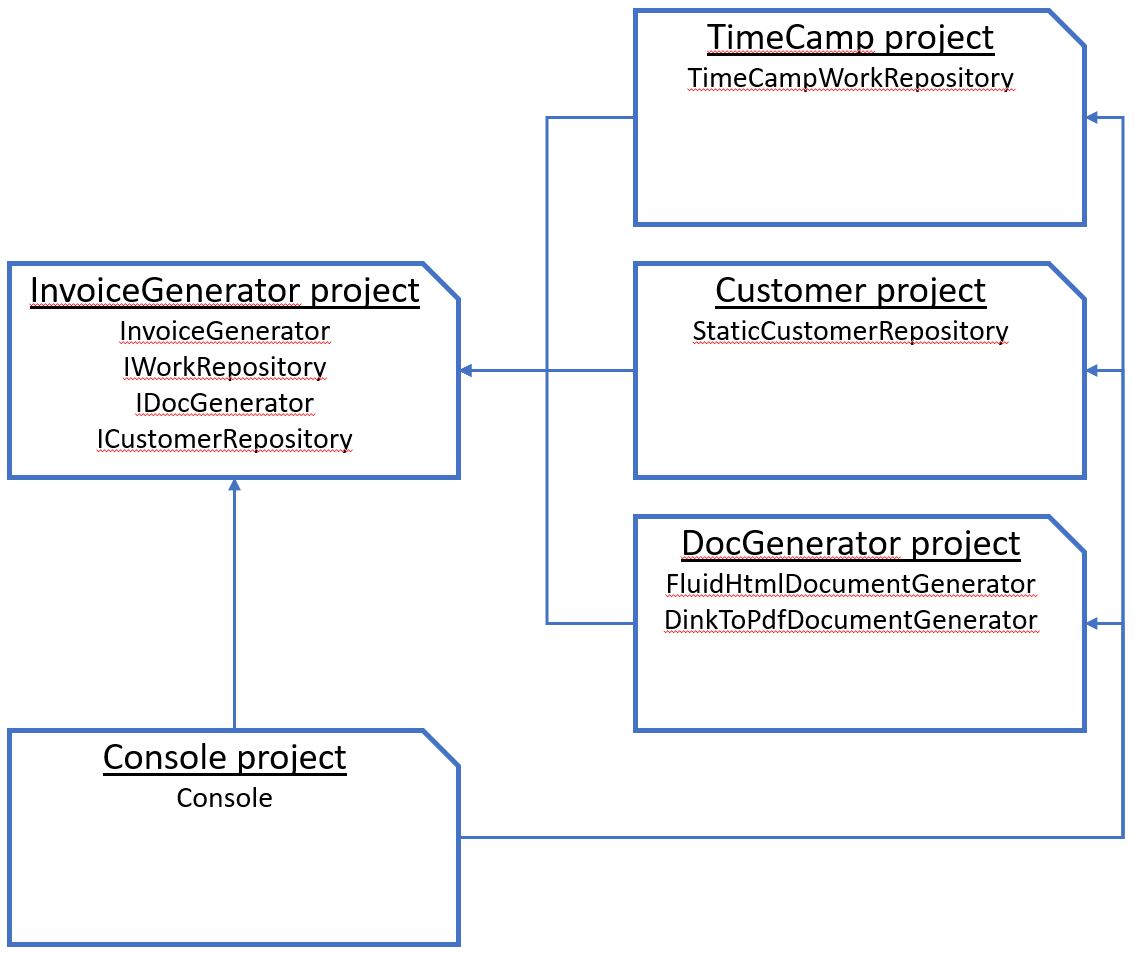 TimeCamp project
TimeCampWorkRepository
InvoiceGenerator project
InvoiceGenerator
IWorkRepository
IDocGenerator
ICustomerRepository
Customer project
StaticCustomerRepository
DocGenerator project
FluidHtmlDocumentGenerator
DinkToPdfDocumentGenerator
Console project
Console